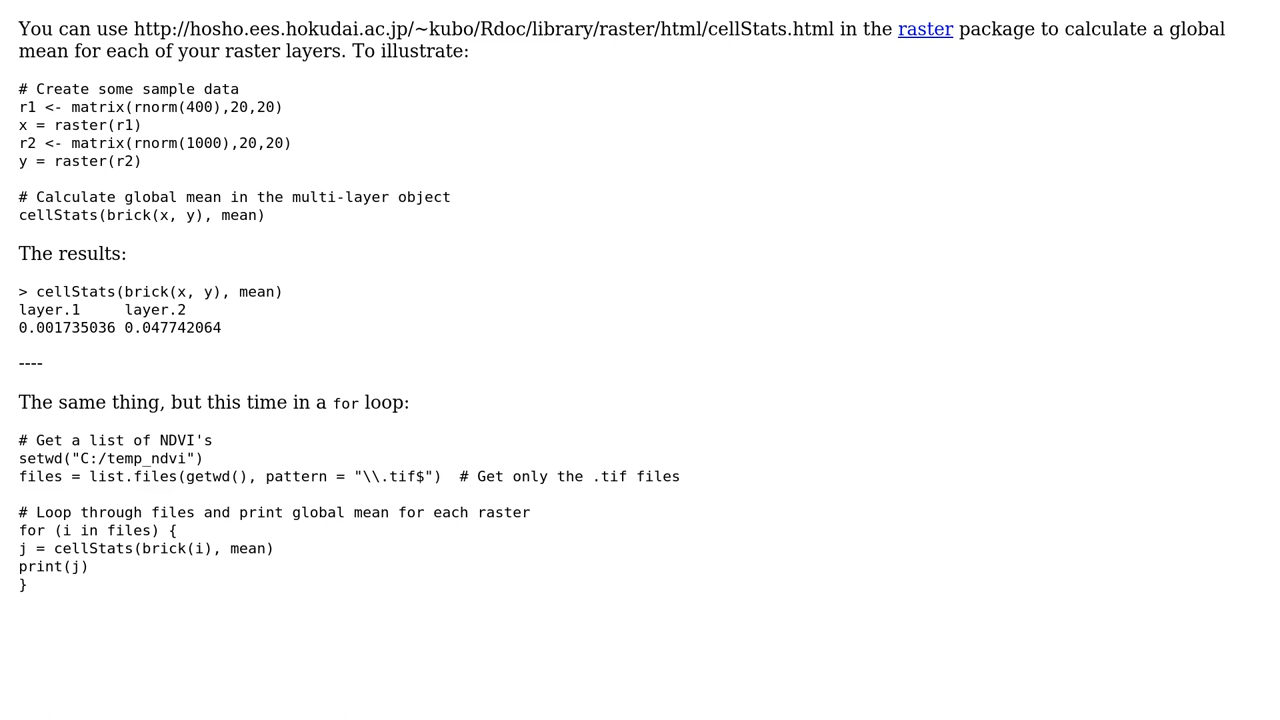 You can use http://hosho.ees.hokudai.ac.jp/~kubo/Rdoc/library/raster/html/cellStats.html in the raster package to calculate a global
mean for each of your raster layers. To illustrate:
# Create some sample data
r1 <- matrix(rnorm(400),20,20)
x = raster(r1)
r2 <- matrix(rnorm(1000),20,20)
y = raster(r2)
# Calculate global mean in the multi-layer object
cellStats(brick(x, y), mean)
The results:
> cellStats(brick(x, y), mean)
layer.1     layer.2
0.001735036 0.047742064
----
The same thing, but this time in a for loop:
# Get a list of NDVI's
setwd("C:/temp_ndvi")
files = list.files(getwd(), pattern = "\\.tif$")  # Get only the .tif files
# Loop through files and print global mean for each raster
for (i in files) {
j = cellStats(brick(i), mean)
print(j)
}